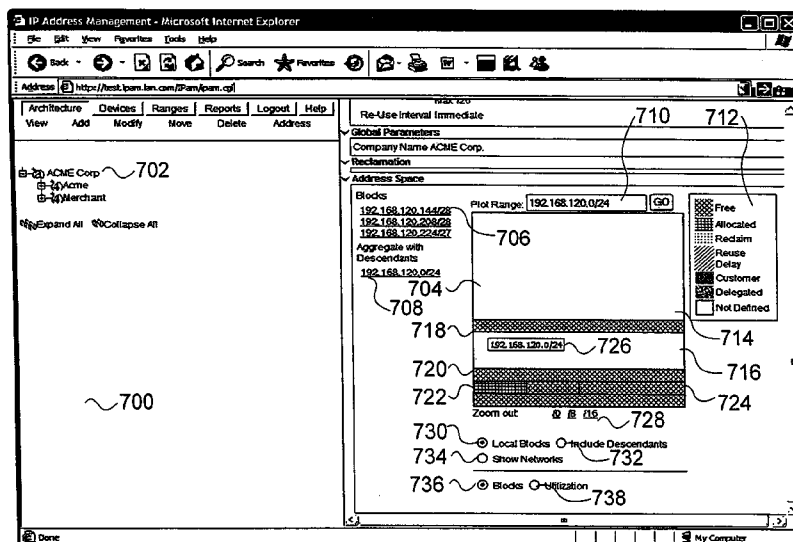 IP Address Management - Microsoft Internet Explorer
File Edit View Favorites Tools Help
Back Search Favorites
Address http://test.ipam.lan.com/IPam/ipam.cgi
Architecture Devices Ranges Reports Logout Help
View Add Modify Move Delete Address
ACME Corp 702
Acme
Merchant
Expand All Collapse All
700
Max 128
Re-Use Interval Immediate
710 712
Global Parameters
Company Name ACME Corp.
Reclamation
Address Space
Blocks
192.168.120.144/28
192.168.120.208/28
192.168.120.224/27
706
Aggregate with
Descendants
192.168.120.0/24
708
Plot Range: 192.168.120.0/24 GO
704
714
718
192.168.120.0/24 726
716
720
722
724
Zoom out: /0 /8 /16 728
730 Local Blocks Include Descendants
732
734 Show Networks
736 Blocks Utilization
738
Free
Allocated
Reclaim
Reuse
Delay
Customer
Delegated
Not Defined
Done My Computer